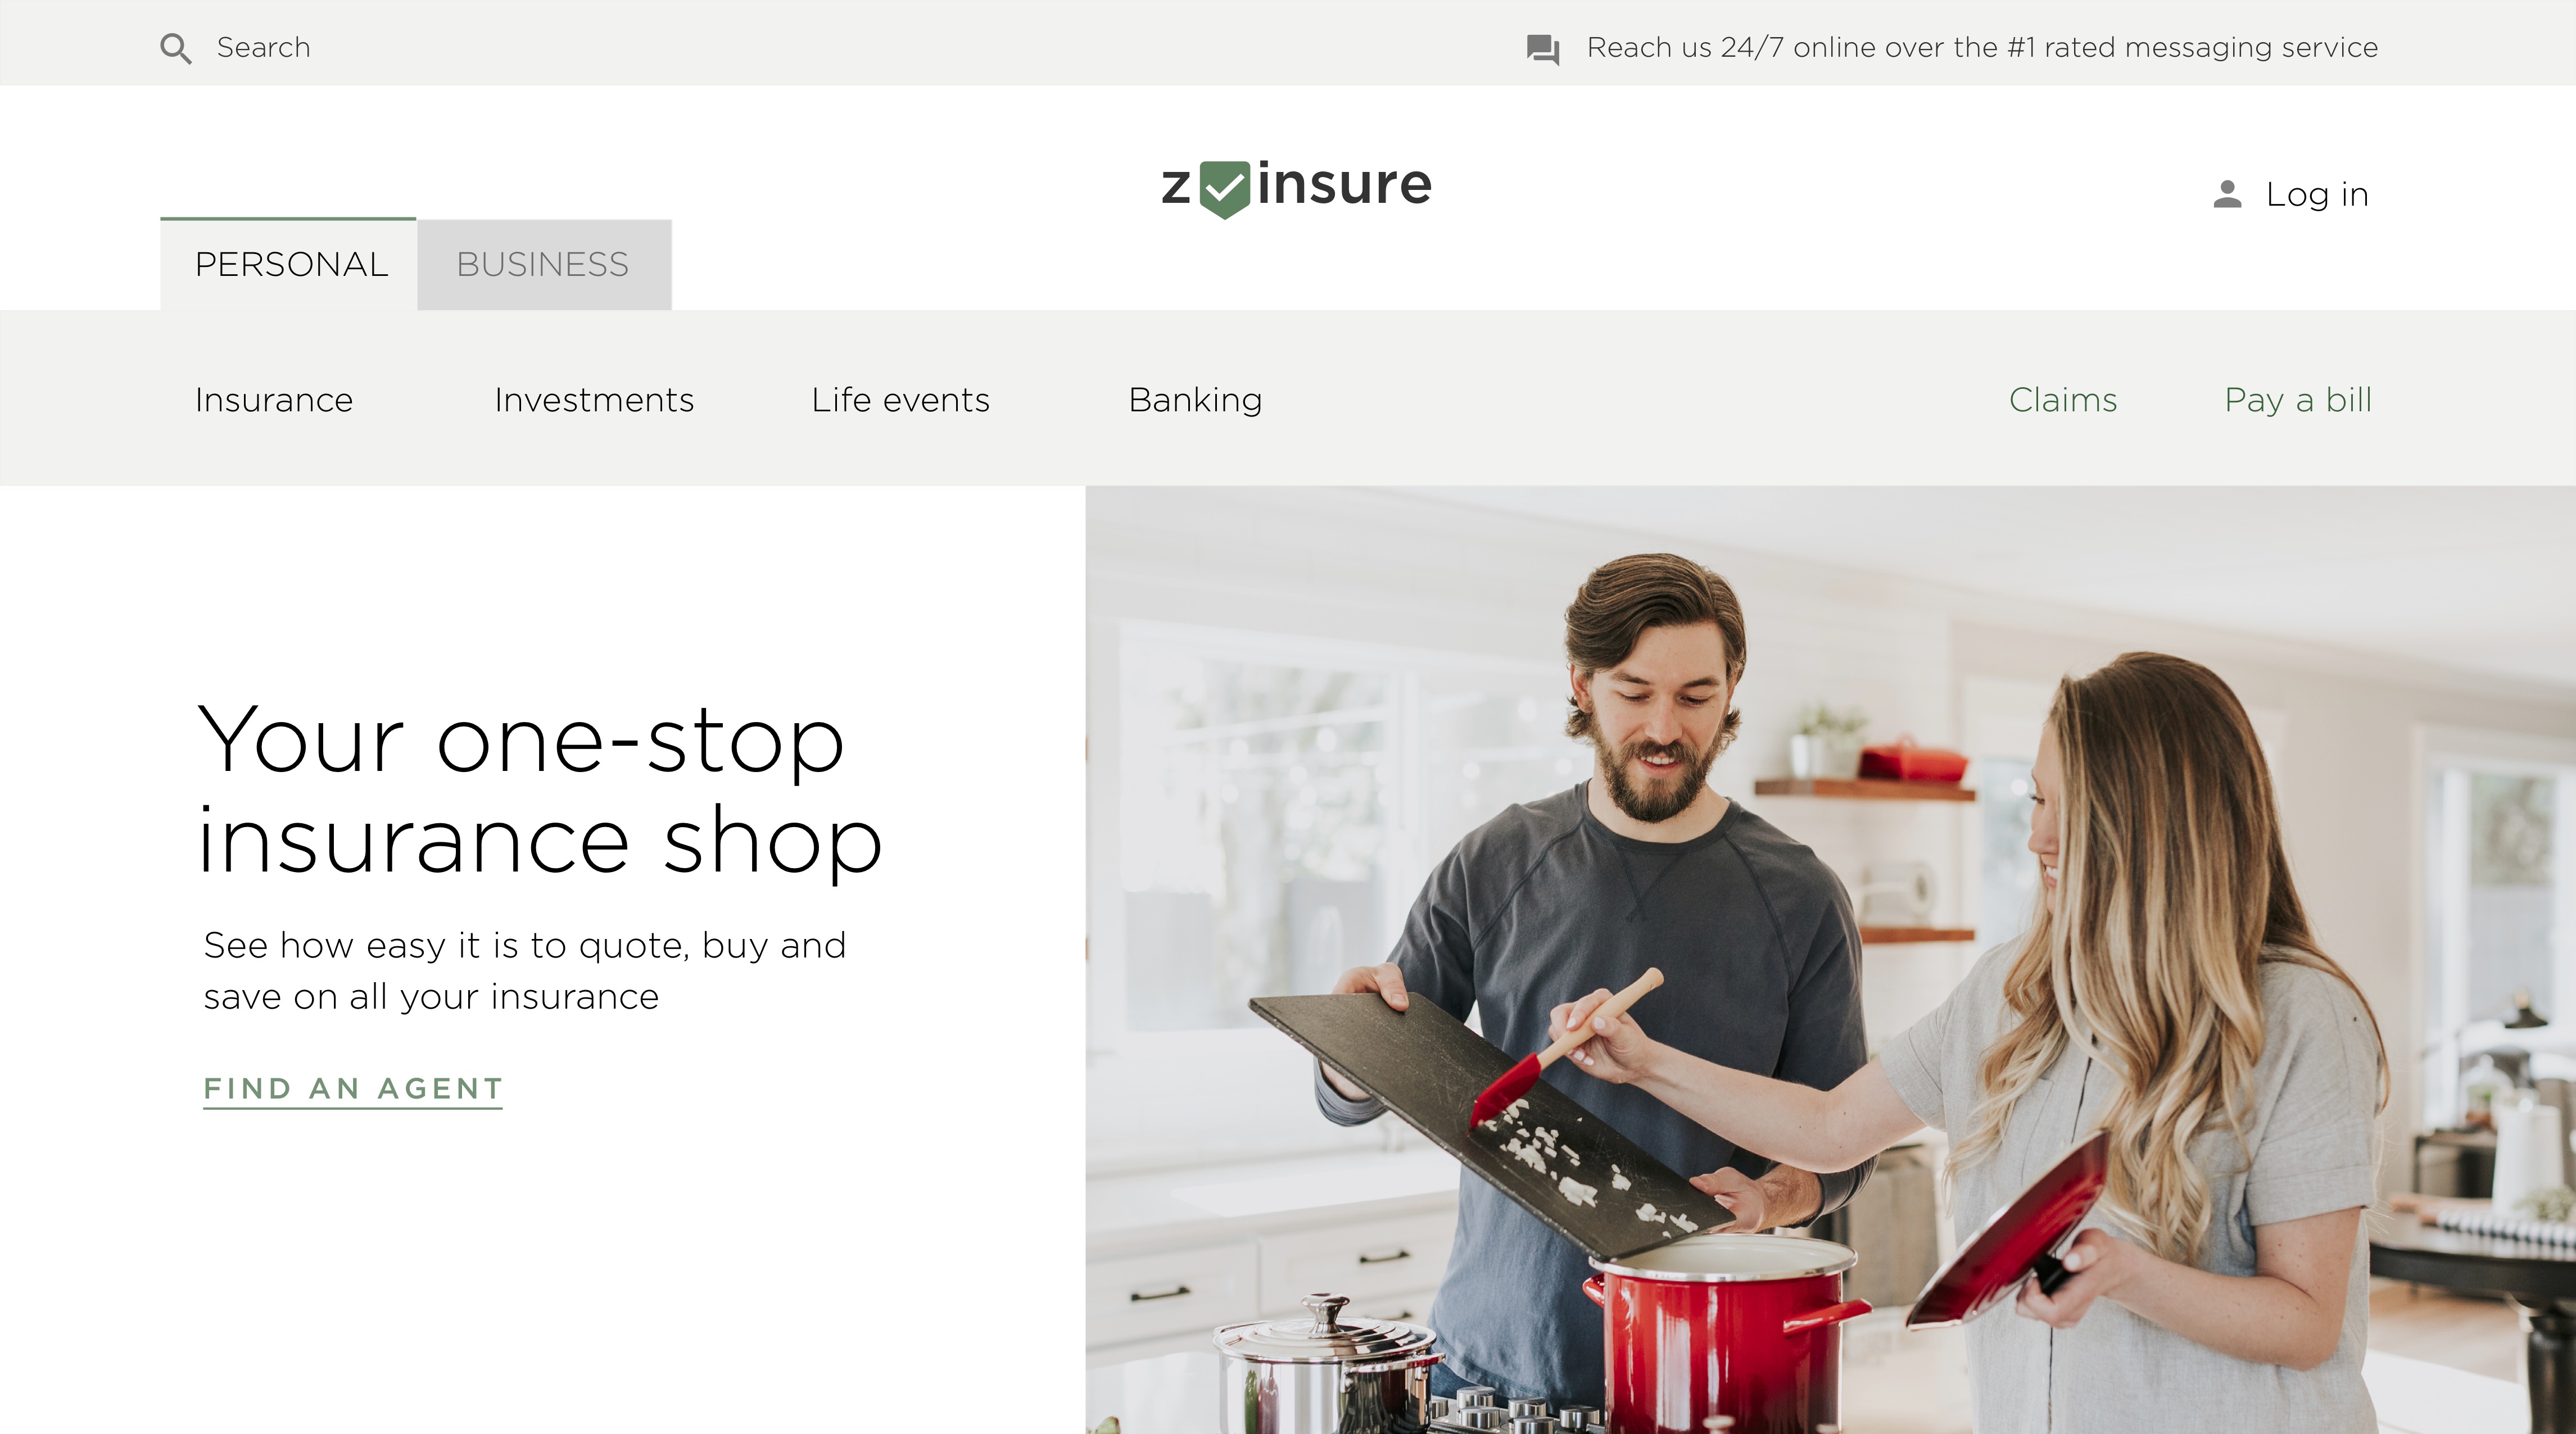 Search
Reach us 24/7 online over the #1 rated messaging service
z insure
Log in
PERSONAL
BUSINESS
Insurance
Investments
Life events
Banking
Claims
Pay a bill
Your one-stop
insurance shop
See how easy it is to quote, buy and
save on all your insurance
FIND AN AGENT